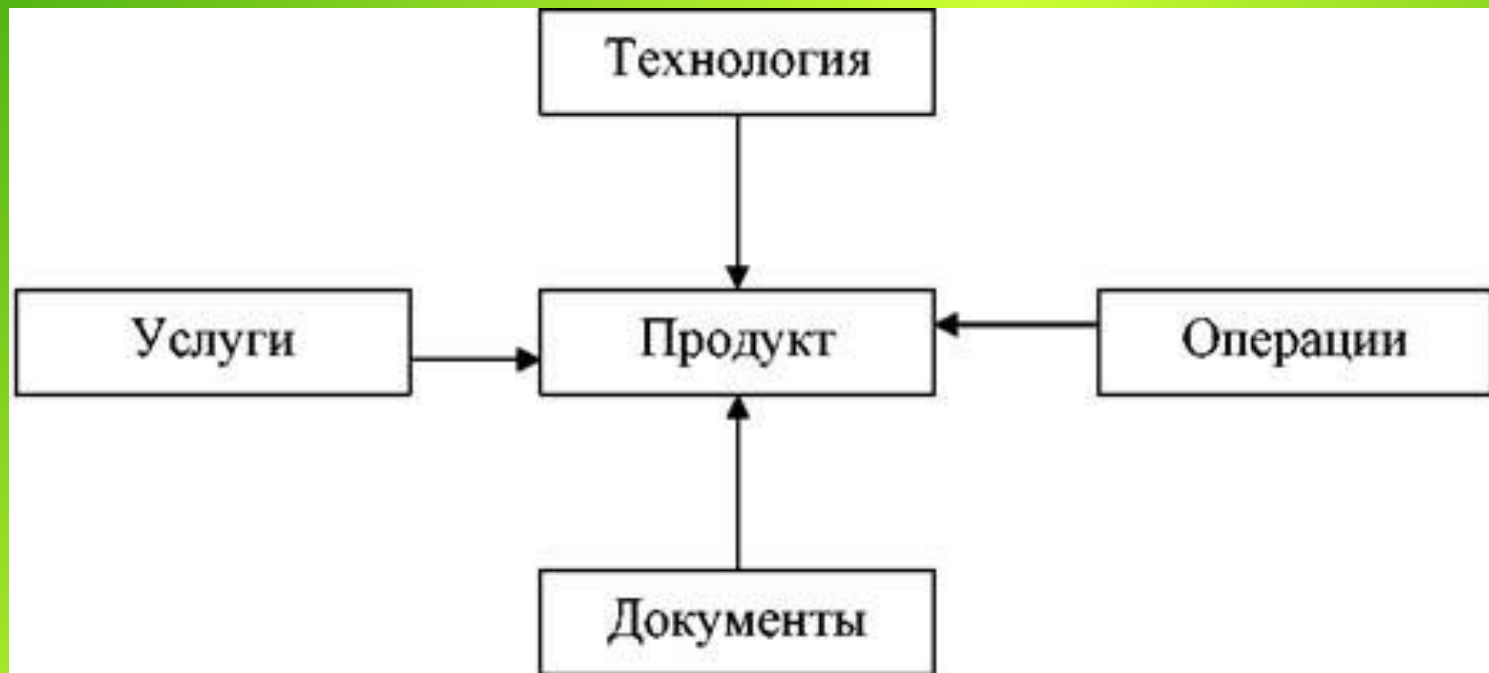 Технология
Услуги
Продукт
Операции
Документы